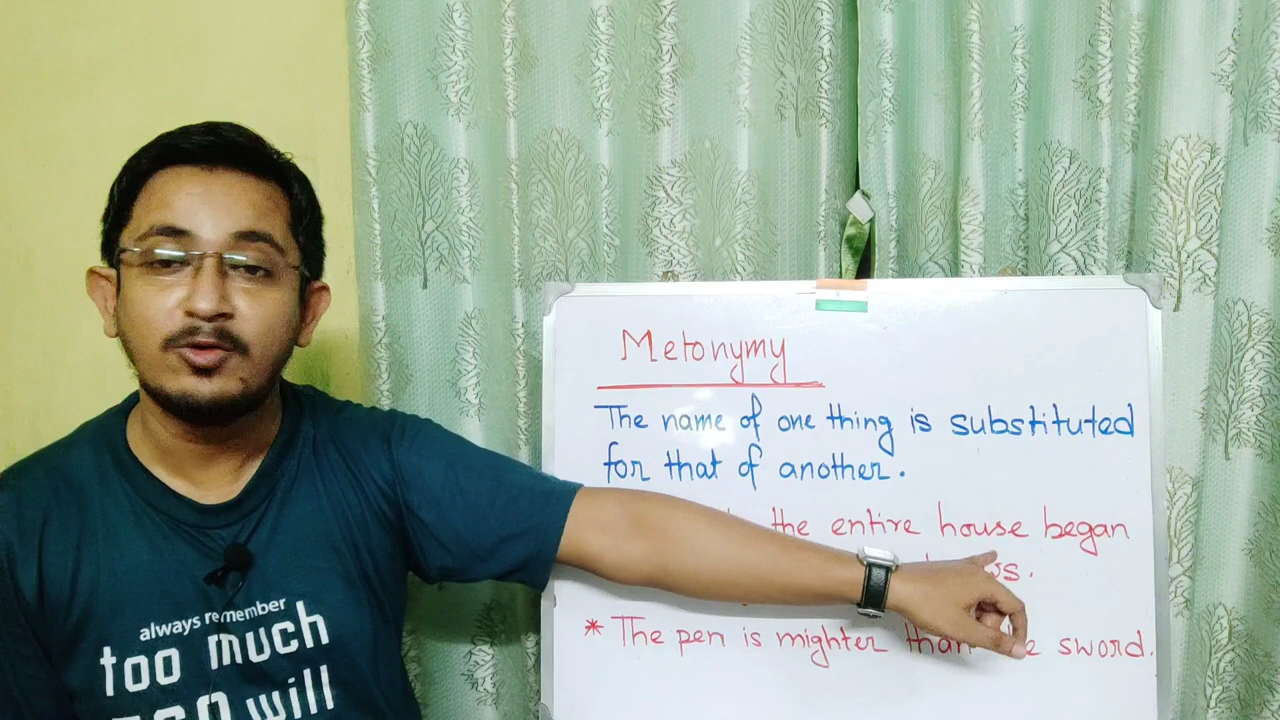 Metonymy
The name of one thing is substituted
for that of another.
the entire house began
* The pen is mighter than sword.
always remember
too much
will